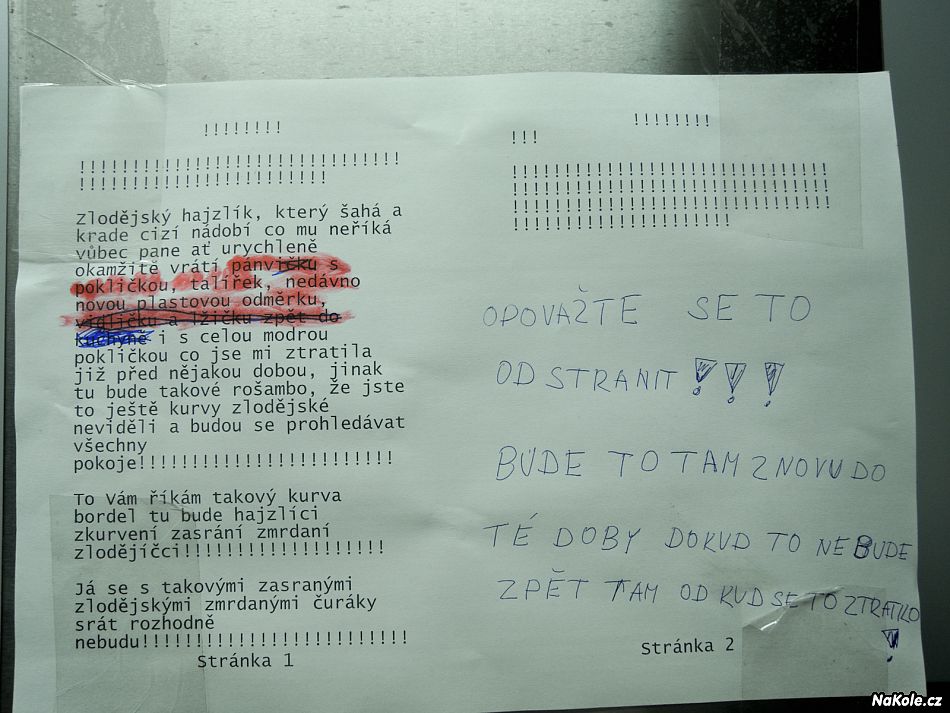 !!!!!!!!
!!!!!!!!!!!!!!!!!!!!!!!!!!!!!!!
!!!!!!!!!!!!!!!!!!!!!!!!
Zlodějský hajzlík, který šahá a
krade cizí nádobí co mu neříká
vůbec pane ať urychleně
okamžitě vrátí pánvičku s
pokličkou, talířek, nedávno
novou plastovou odměrku,
vidličku a lžičku zpět do
kuchyně i s celou modrou
pokličkou co jse mi ztratila
již před nějakou dobou, jinak
tu bude takové rošambo, že jste
to ještě kurvy zlodějské
neviděli a budou se prohledávat
všechny
pokoje!!!!!!!!!!!!!!!!!!!!!!!!!
To Vám říkám takový kurva
bordel tu bude hajzlíci
zkurvení zasrání zmrdaní
zlodějíčci!!!!!!!!!!!!!!!!!!!!
Já se s takovými zasranými
zlodějskými zmrdanými čuráky
srát rozhodně
nebudu!!!!!!!!!!!!!!!!!!!!!!!!!!
Stránka 1
!!!!!!!!
!!!
!!!!!!!!!!!!!!!!!!!!!!!!!!!!!!!
!!!!!!!!!!!!!!!!!!!!!!!!!!!!!!!
!!!!!!!!!!!!!!!!!!!!!!!!!!!!!!!
!!!!!!!!!!!!!!!!!!!!!
OPOVAŽTE SE TO
ODSTRANIT!!!
BUDE TO TAM ZNOVU DO
TÉ DOBY DOKUD TO NEBUDE
ZPĚT TAM ODKUD SE TO ZTRATILO
!
Stránka 2
NaKole.cz